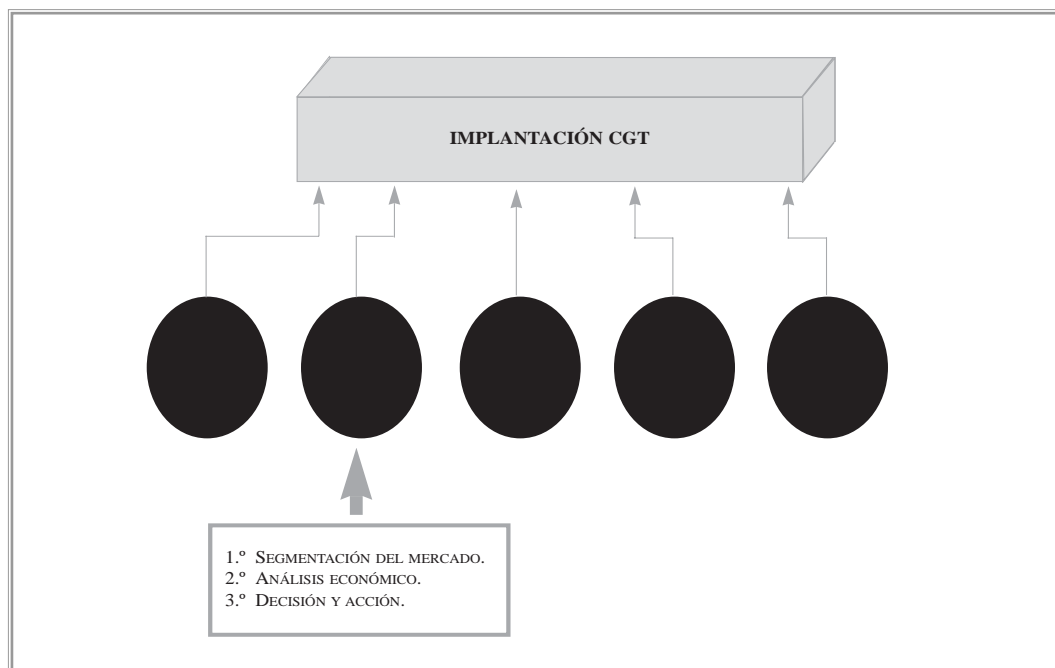 IMPLANTACIÓN CGT
1.º SEGMENTACIÓN DEL MERCADO.
2.º ANÁLISIS ECONÓMICO.
3.º DECISIÓN Y ACCIÓN.